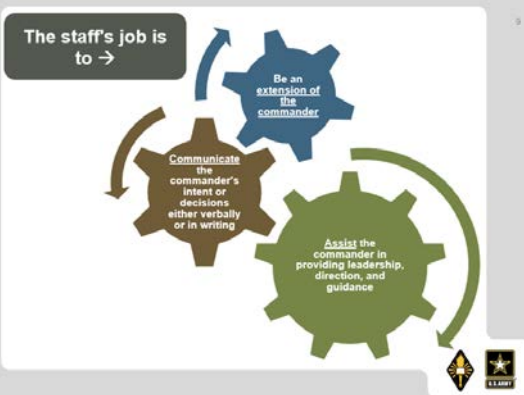 The staff's job is
to →
Be an
extension of
the
commander
Communicate
the
commander's
intent or
decisions
either verbally
or in writing
Assist the
commander in
providing leadership,
direction, and
guidance
U.S.ARMY